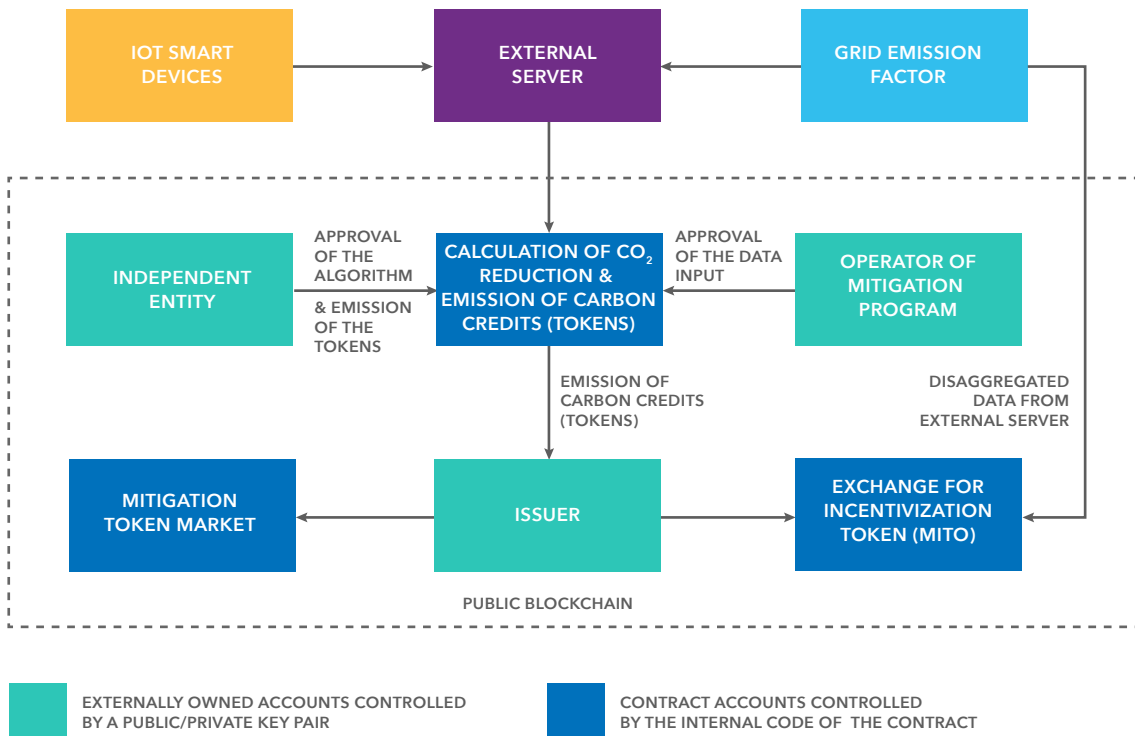 IOT SMART
DEVICES
EXTERNAL
SERVER
GRID EMISSION
FACTOR
INDEPENDENT
ENTITY
APPROVAL
OF THE
ALGORITHM
& EMISSION
OF THE
TOKENS
CALCULATION OF CO₂
REDUCTION &
EMISSION OF CARBON
CREDITS (TOKENS)
APPROVAL
OF THE DATA
INPUT
OPERATOR OF
MITIGATION
PROGRAM
EMISSION OF
CARBON CREDITS
(TOKENS)
DISAGGREGATED
DATA FROM
EXTERNAL SERVER
MITIGATION
TOKEN MARKET
ISSUER
EXCHANGE FOR
INCENTIVIZATION
TOKEN (MITO)
PUBLIC BLOCKCHAIN
EXTERNALLY OWNED ACCOUNTS CONTROLLED
BY A PUBLIC/PRIVATE KEY PAIR
CONTRACT ACCOUNTS CONTROLLED
BY THE INTERNAL CODE OF THE CONTRACT